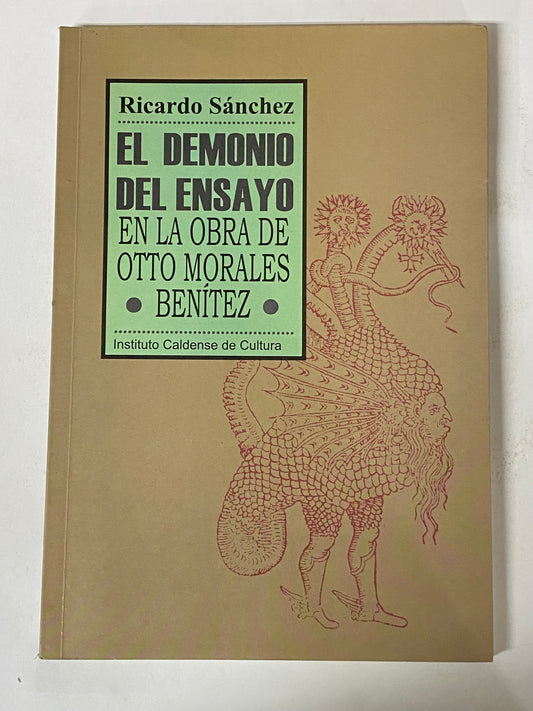 Ricardo Sánchez
EL DEMONIO
DEL ENSAYO
EN LA OBRA DE
OTTO MORALES
• BENÍTEZ •
Instituto Caldense de Cultura